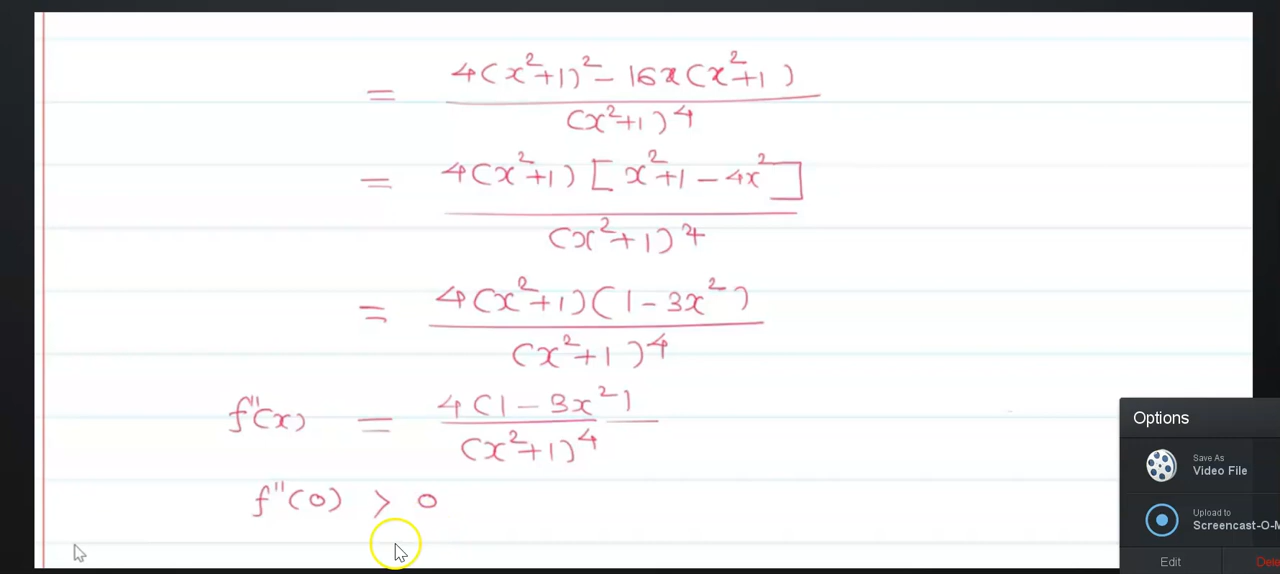 = 4(x²+1)² - 16x(x²+1) / (x²+1)⁴
= 4(x²+1) [x²+1 - 4x²] / (x²+1)⁴
= 4(x²+1)(1 - 3x²) / (x²+1)⁴
f''(x) = 4(1 - 3x²) / (x²+1)⁴
f''(0) > 0
Options
Save As
Video File
Upload to
Screencast-O-M
Edit
Dele